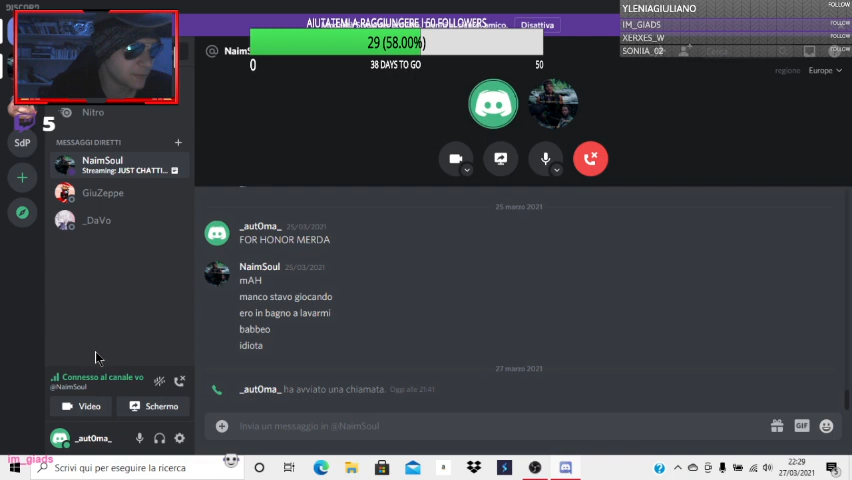 AIUTATEMI A RAGGIUNGERE I 50 FOLLOWERS
Disattiva
YLENIAGIULIANO FOLLOW
IM_GIADS FOLLOW
XERXES_W FOLLOW
SONIIA_02 FOLLOW
29 (58.00%)
0 38 DAYS TO GO 50
regione Europe
Nitro
5
SdP
MESSAGGI DIRETTI
NaimSoul
Streaming: JUST CHATTI...
GiuZeppe
_DaVo
25 marzo 2021
_aut0ma_ 25/03/2021
FOR HONOR MERDA
NaimSoul 25/03/2021
mAH
manco stavo giocando
ero in bagno a lavarmi
babbeo
idiota
27 marzo 2021
_aut0ma_ ha avviato una chiamata. Oggi alle 21:41
Connesso al canale vo
@NaimSoul
Video Schermo
Invia un messaggio in @NaimSoul
GIF
_aut0ma_
im_giads
Scrivi qui per eseguire la ricerca
22:29
27/03/2021